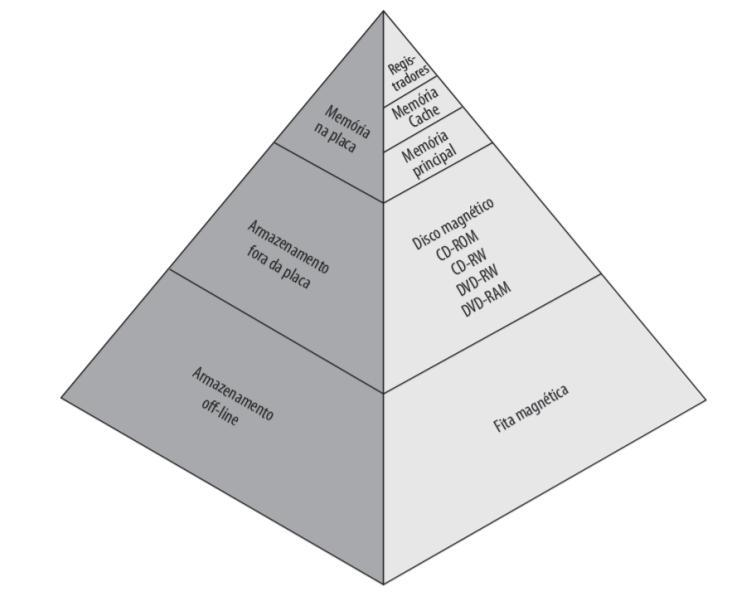 Regis-
tradores
Memória
Cache
Memória
principal
Memória
na placa
Disco magnético
CD-ROM
CD-RW
DVD-RW
DVD-RAM
Armazenamento
fora da placa
Armazenamento
off-line
Fita magnética